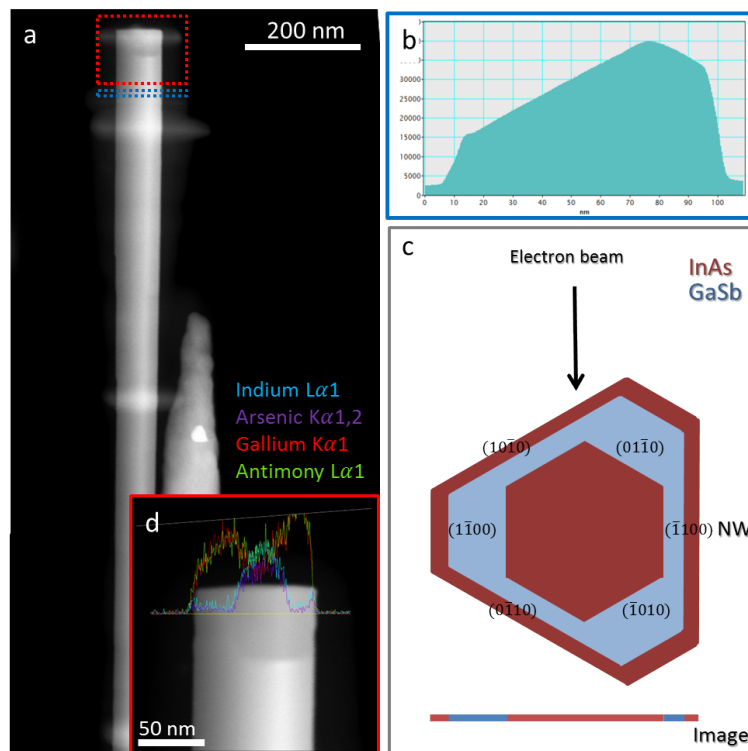 a
200 nm
Indium Lα1
Arsenic Kα1,2
Gallium Kα1
Antimony Lα1
d
50 nm
b
35000
30000
25000
20000
15000
10000
5000
0
0 10 20 30 40 50 60 70 80 90 100
nm
c
Electron beam
InAs
GaSb
(101̄0) (011̄0)
(11̄00) (1̄100) NW
(01̄10) (1̄010)
Image